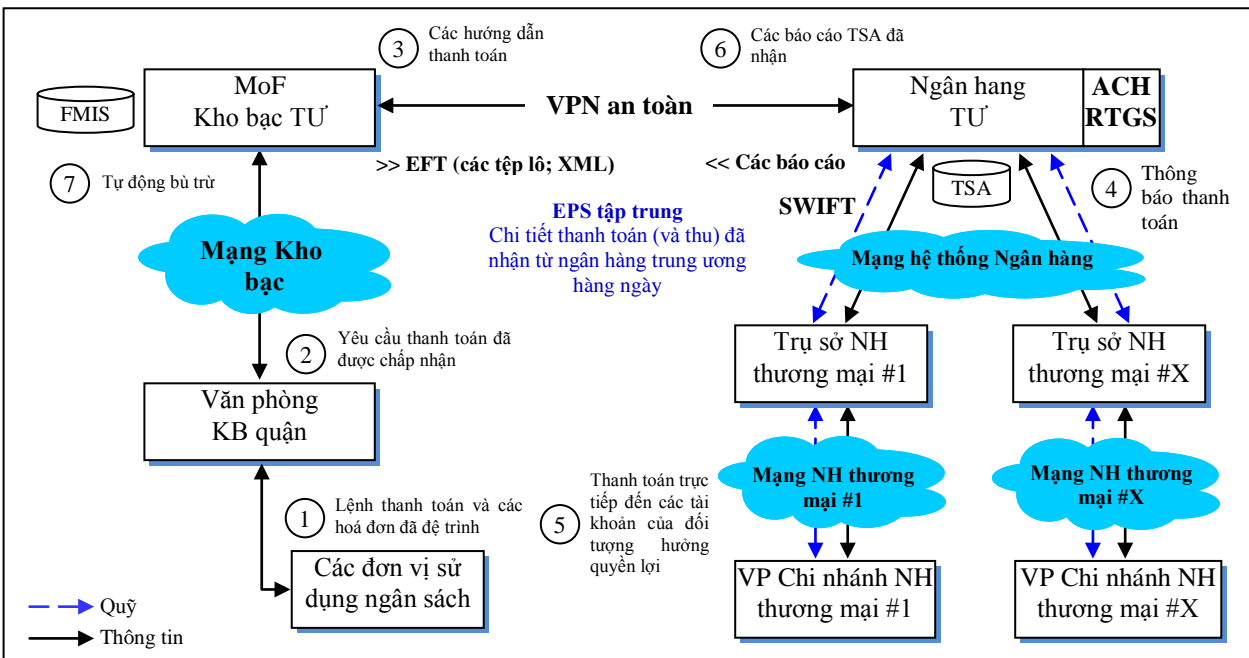 3
Các hướng dẫn
thanh toán
6
Các báo cáo TSA đã
nhận
FMIS
MoF
Kho bạc TƯ
VPN an toàn
Ngân hang
TƯ
ACH
RTGS
>> EFT (các tệp lô; XML)
<< Các báo cáo
7
Tự động bù trừ
TSA
4
Thông
báo thanh
toán
SWIFT
EPS tập trung
Chi tiết thanh toán (và thu) đã
nhận từ ngân hàng trung ương
hàng ngày
Mạng Kho
bạc
Mạng hệ thống Ngân hàng
2
Yêu cầu thanh toán đã
được chấp nhận
Trụ sở NH
thương mại #1
Trụ sở NH
thương mại #X
Văn phòng
KB quận
Mạng NH thương
mại #1
Mạng NH thương
mại #X
1
Lệnh thanh toán và các
hoá đơn đã đệ trình
5
Thanh toán trực
tiếp đến các tài
khoản của đối
tượng hưởng
quyền lợi
Các đơn vị sử
dụng ngân sách
VP Chi nhánh NH
thương mại #1
VP Chi nhánh NH
thương mại #X
Quỹ
Thông tin